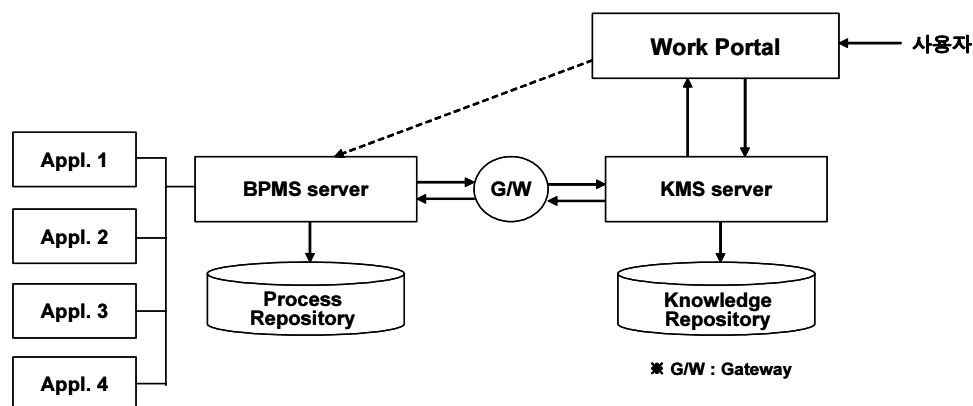 Work Portal
사용자
Appl. 1
BPMS server
G/W
KMS server
Appl. 2
Process
Repository
Knowledge
Repository
Appl. 3
Appl. 4
※ G/W : Gateway